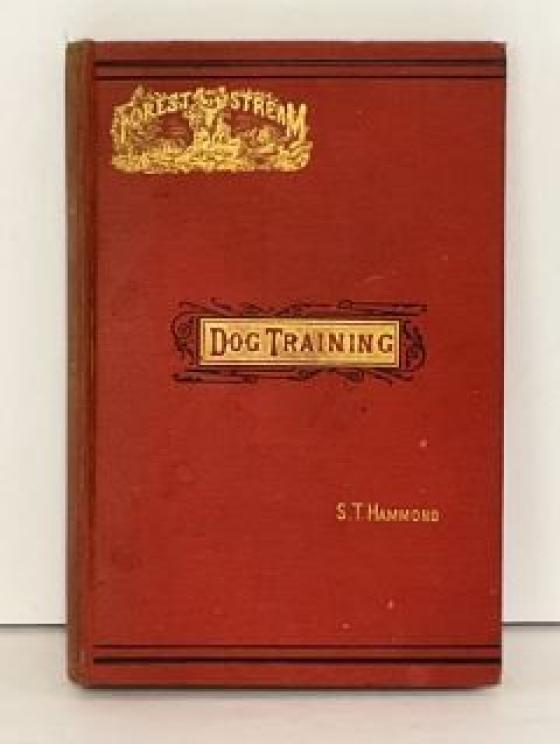 FOREST AND STREAM
DOG TRAINING
S. T. HAMMOND